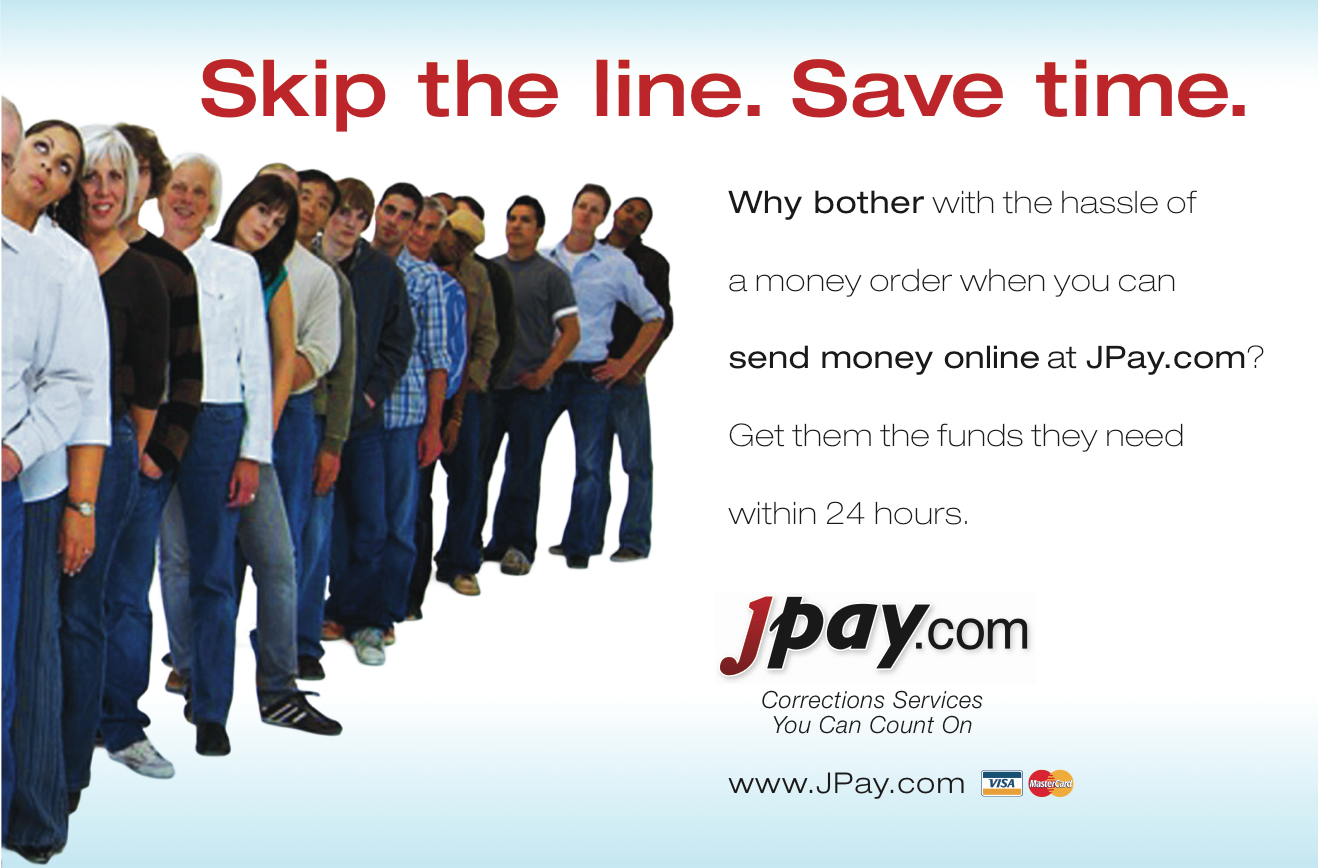 Skip the line. Save time.
Why bother with the hassle of
a money order when you can
send money online at JPay.com?
Get them the funds they need
within 24 hours.
Jpay.com
Corrections Services
You Can Count On
www.JPay.com VISA MasterCard